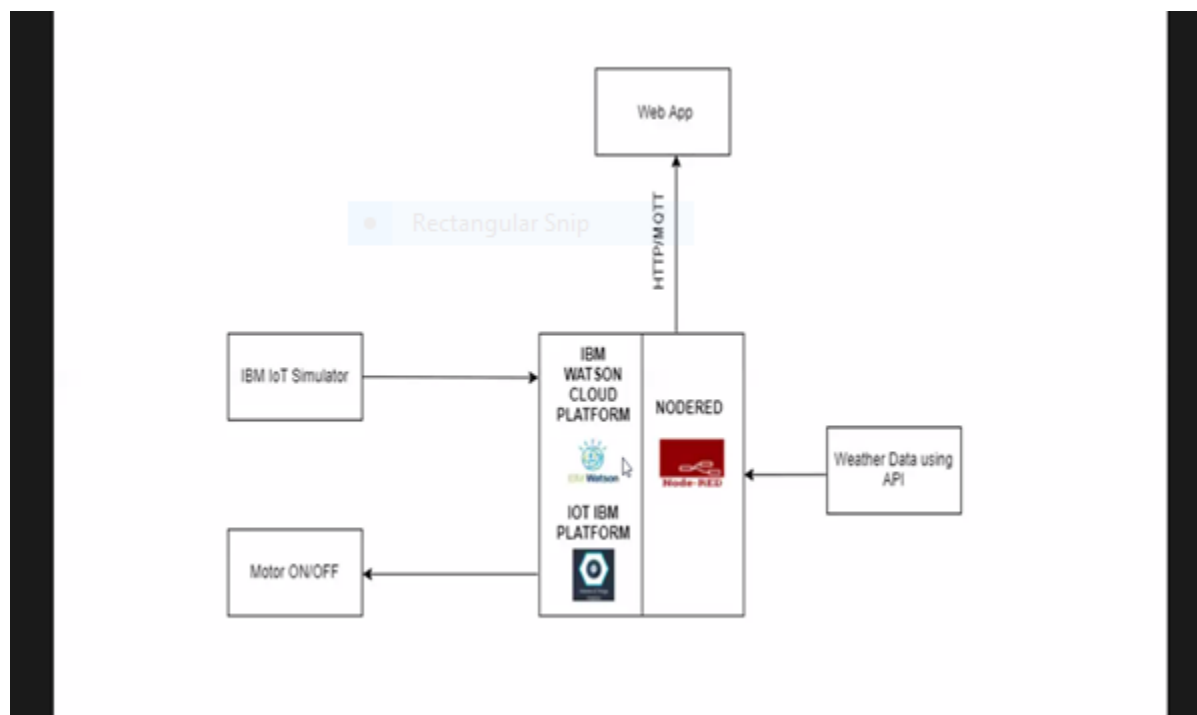 Web App
HTTP/MQTT
Rectangular Snip
IBM IoT Simulator
IBM
WATSON
CLOUD
PLATFORM
IBM Watson
IOT IBM
PLATFORM
NODERED
Node-RED
Weather Data using
API
Motor ON/OFF